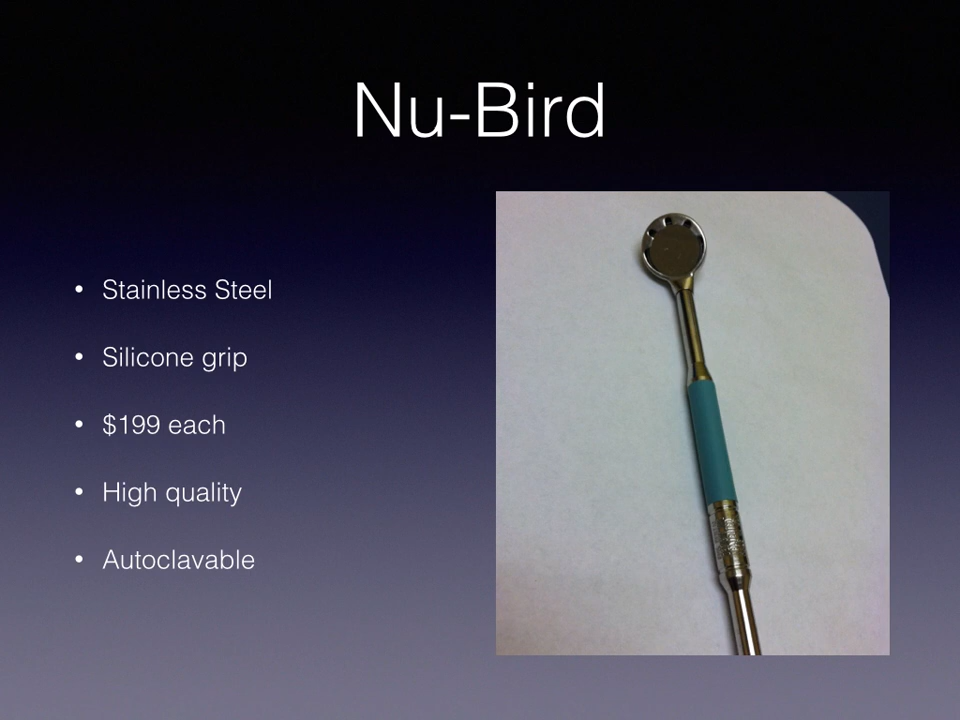 Nu-Bird
• Stainless Steel
• Silicone grip
• $199 each
• High quality
• Autoclavable